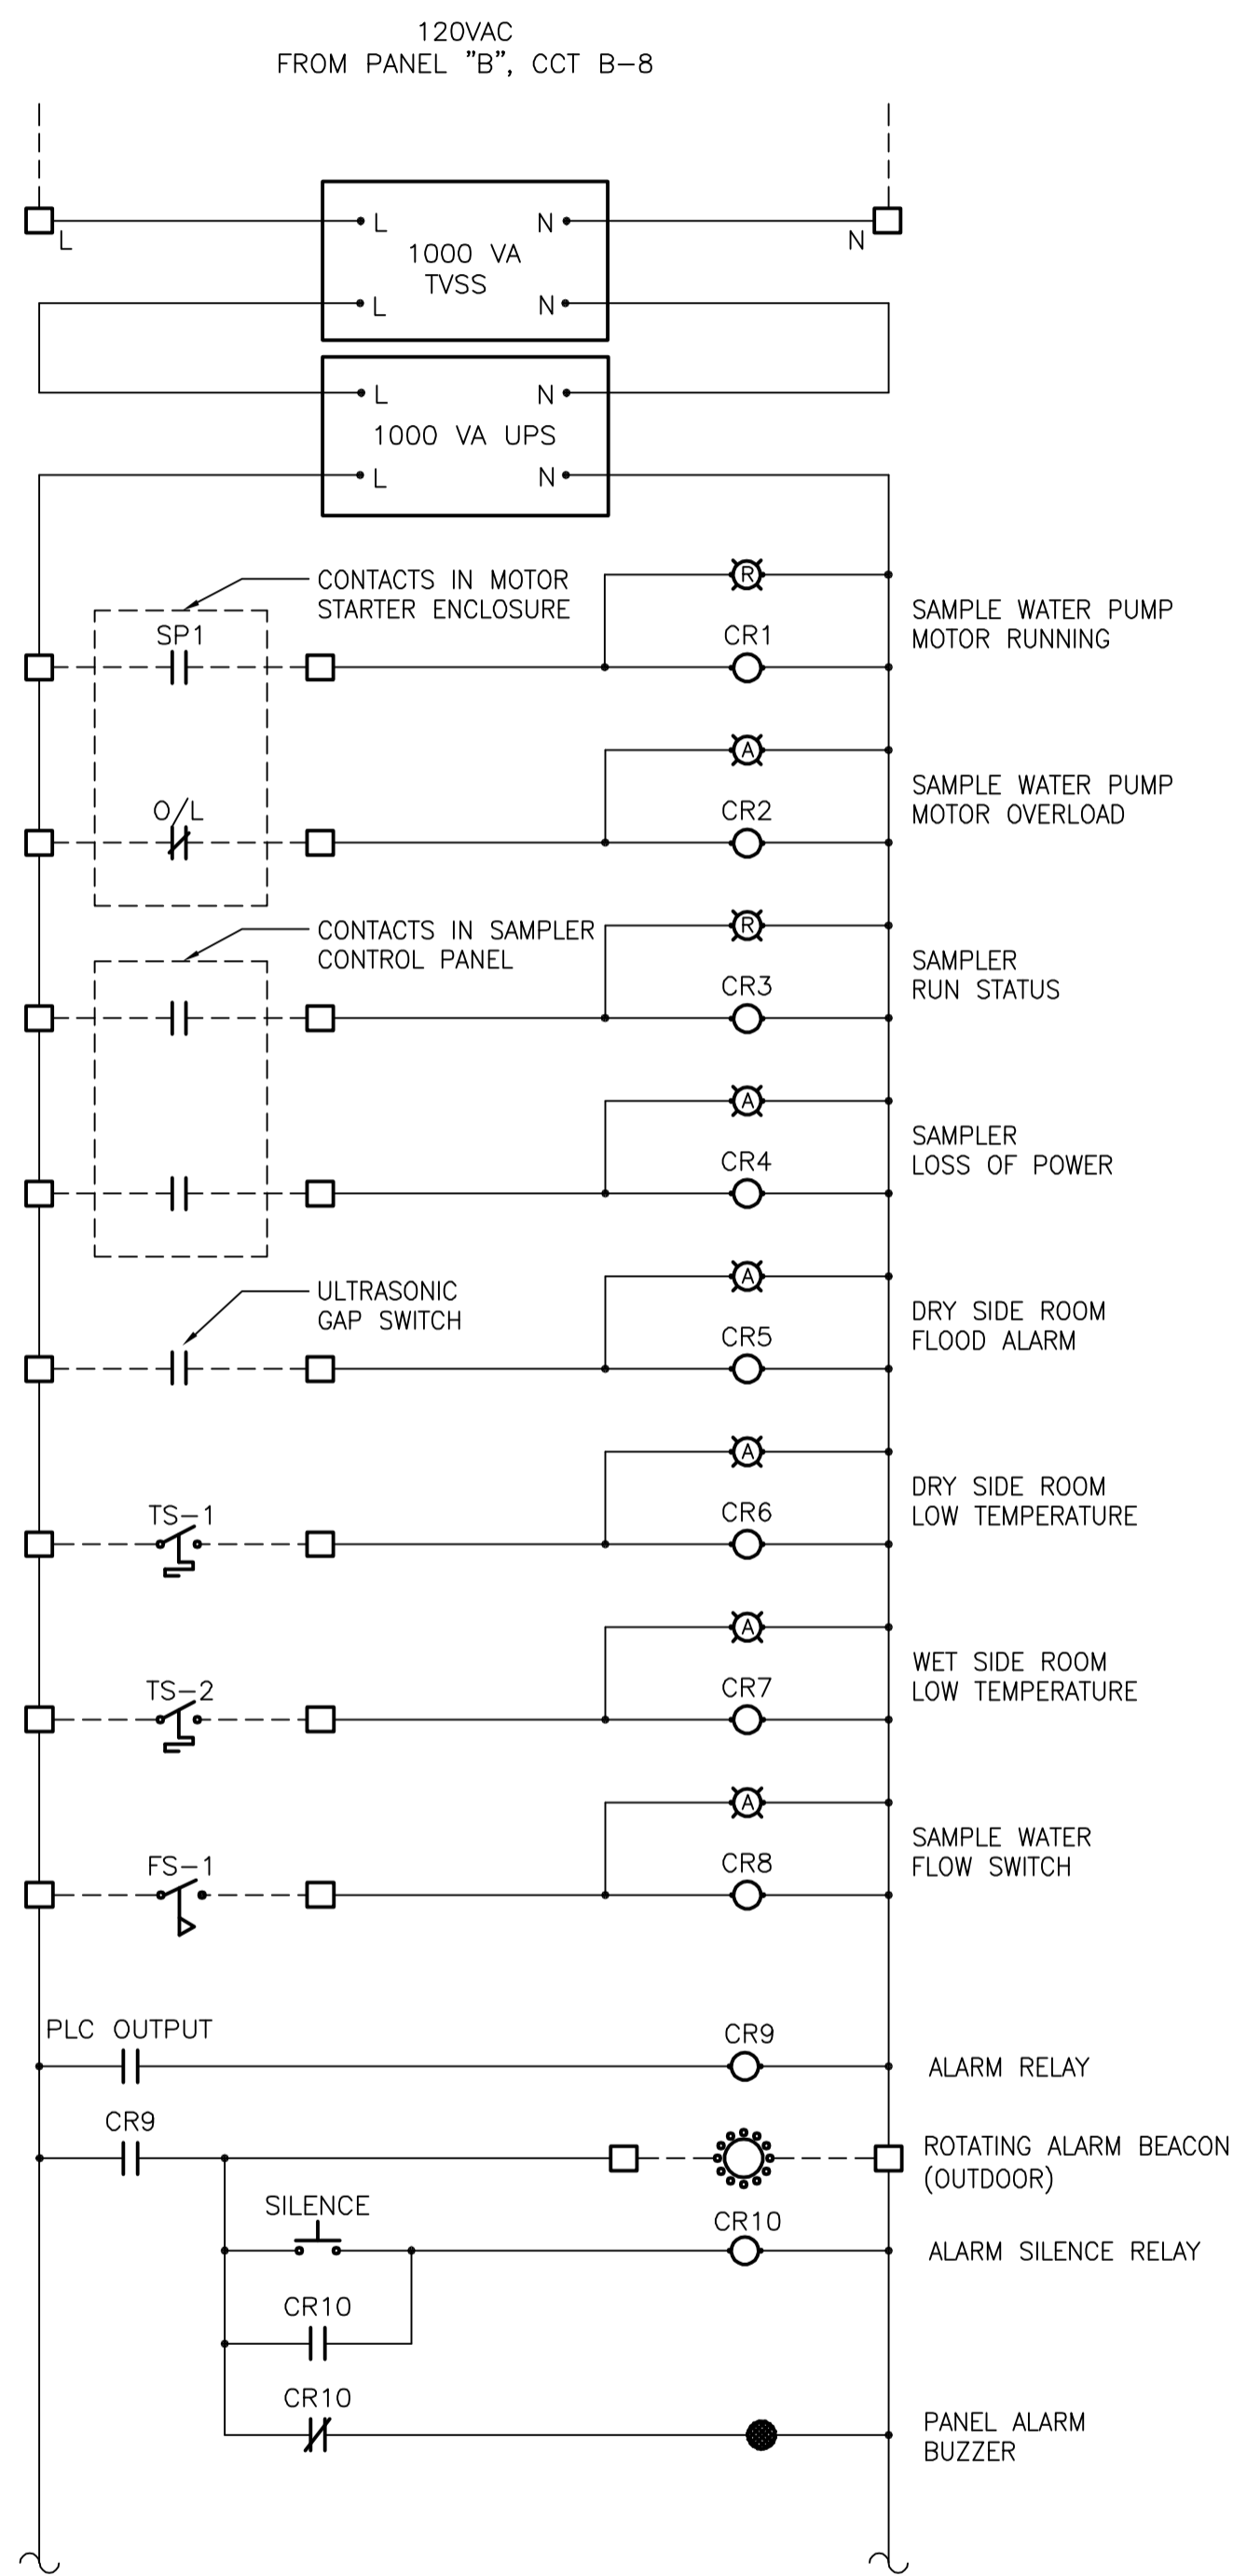 120VAC
FROM PANEL "B", CCT B-8
L
N
L
N
1000 VA
TVSS
L
N
L
N
1000 VA UPS
L
N
CONTACTS IN MOTOR
STARTER ENCLOSURE
SP1
R
CR1
SAMPLE WATER PUMP
MOTOR RUNNING
O/L
A
CR2
SAMPLE WATER PUMP
MOTOR OVERLOAD
CONTACTS IN SAMPLER
CONTROL PANEL
R
CR3
SAMPLER
RUN STATUS
A
CR4
SAMPLER
LOSS OF POWER
ULTRASONIC
GAP SWITCH
A
CR5
DRY SIDE ROOM
FLOOD ALARM
TS-1
A
CR6
DRY SIDE ROOM
LOW TEMPERATURE
TS-2
A
CR7
WET SIDE ROOM
LOW TEMPERATURE
FS-1
A
CR8
SAMPLE WATER
FLOW SWITCH
PLC OUTPUT
CR9
ALARM RELAY
CR9
ROTATING ALARM BEACON
(OUTDOOR)
SILENCE
CR10
ALARM SILENCE RELAY
CR10
CR10
PANEL ALARM
BUZZER